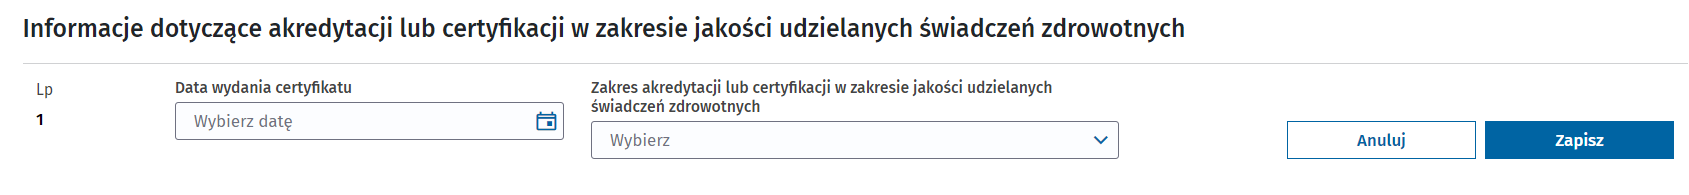 Informacje dotyczące akredytacji lub certyfikacji w zakresie jakości udzielanych świadczeń zdrowotnych
Lp
1
Data wydania certyfikatu
Wybierz datę
Zakres akredytacji lub certyfikacji w zakresie jakości udzielanych
świadczeń zdrowotnych
Wybierz
Anuluj
Zapisz